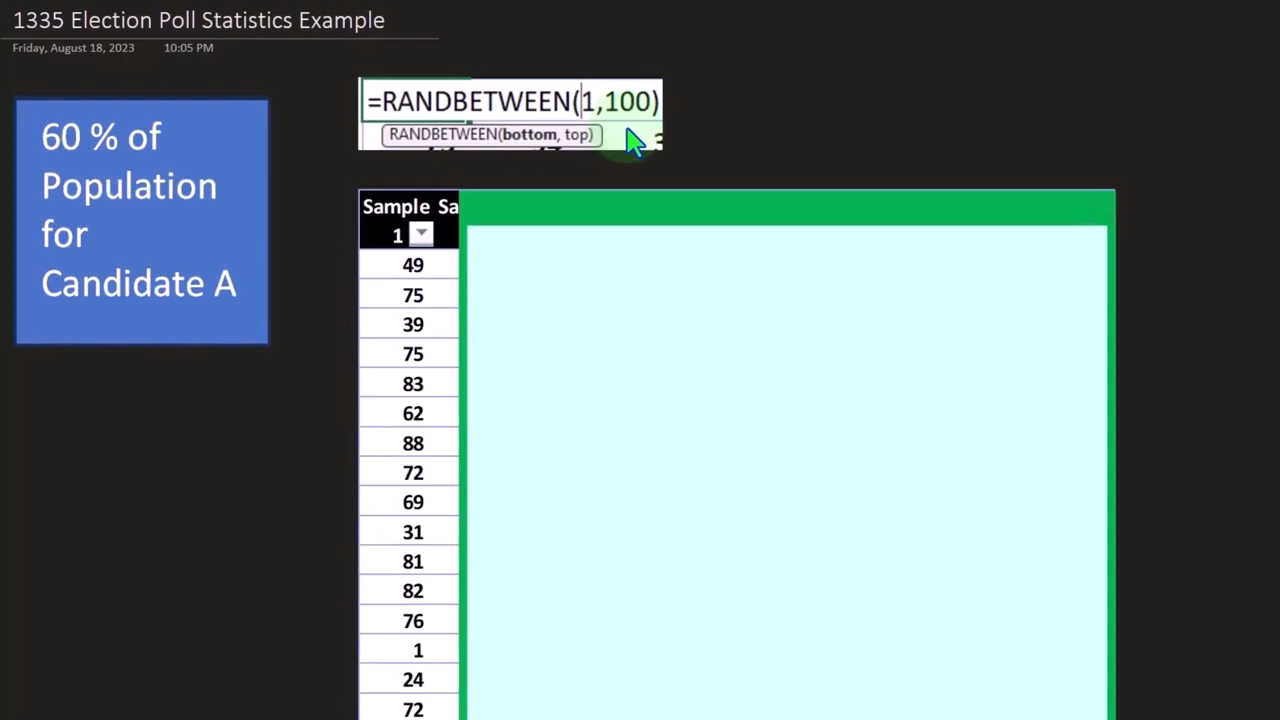 1335 Election Poll Statistics Example
Friday, August 18, 2023 10:05 PM
=RANDBETWEEN(1,100)
RANDBETWEEN(bottom, top)
60 % of
Population
for
Candidate A
Sample Sa
1
49
75
39
75
83
62
88
72
69
31
81
82
76
1
24
72